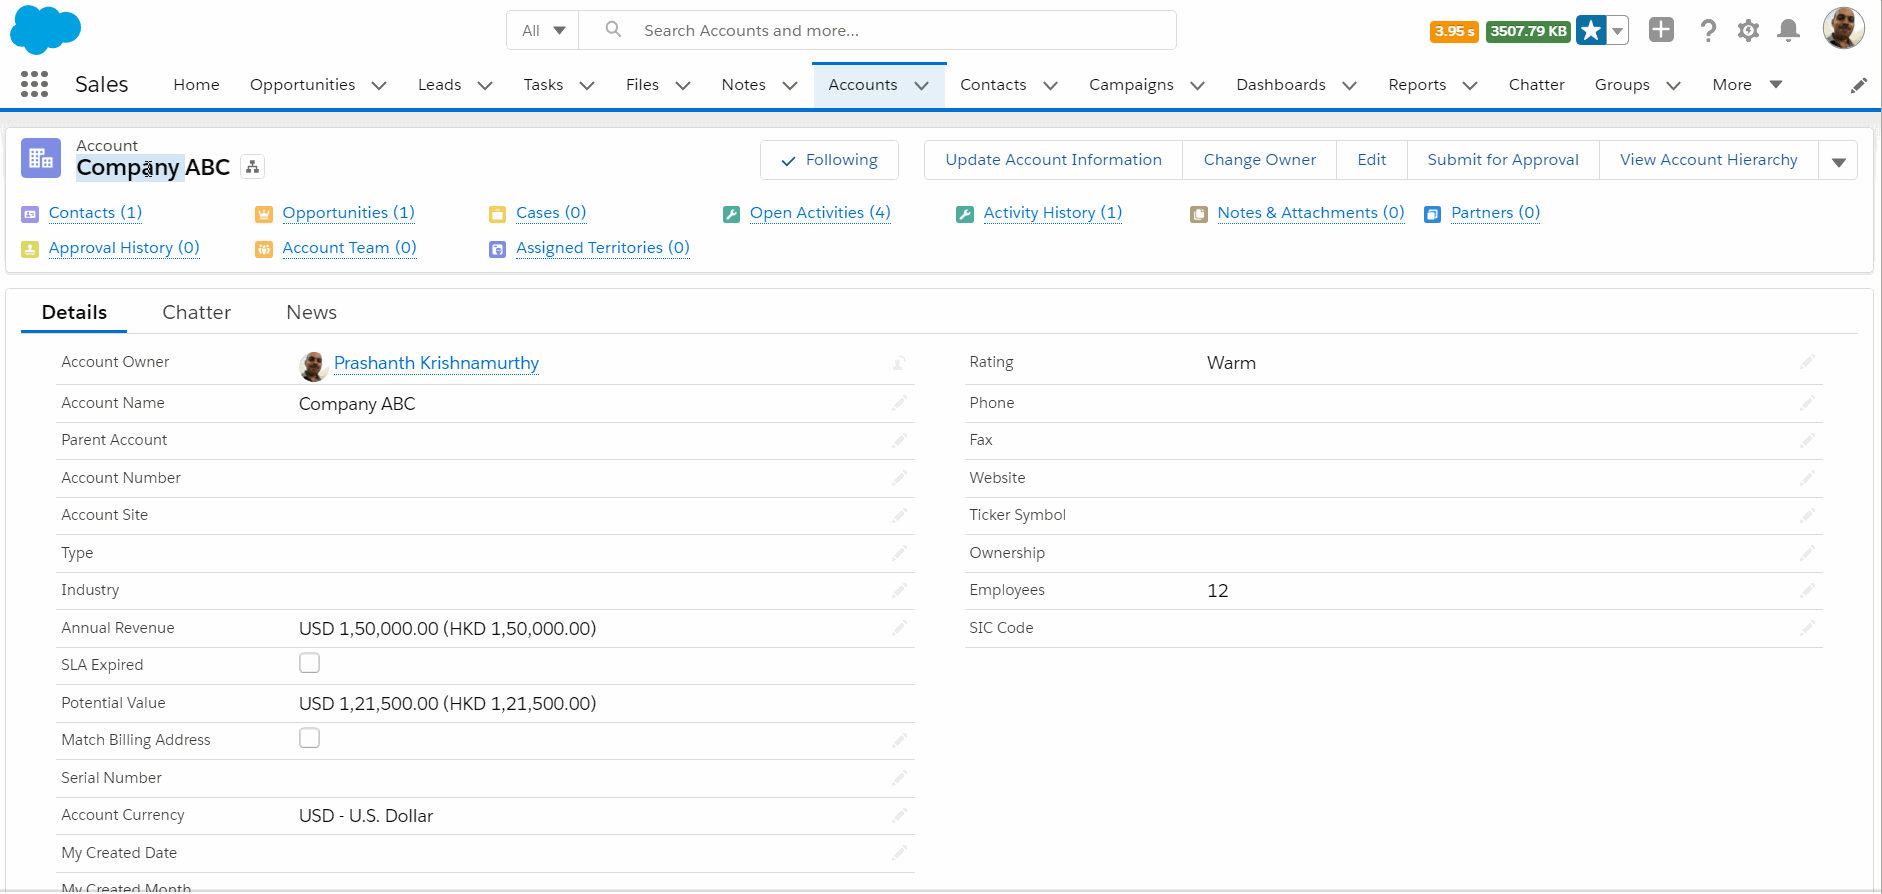 All
Search Accounts and more...
3.95 s
3507.79 KB
Sales
Home
Opportunities
Leads
Tasks
Files
Notes
Accounts
Contacts
Campaigns
Dashboards
Reports
Chatter
Groups
More
Account
Company ABC
Following
Update Account Information
Change Owner
Edit
Submit for Approval
View Account Hierarchy
Contacts (1)
Opportunities (1)
Cases (0)
Open Activities (4)
Activity History (1)
Notes & Attachments (0)
Partners (0)
Approval History (0)
Account Team (0)
Assigned Territories (0)
Details
Chatter
News
Account Owner
Prashanth Krishnamurthy
Rating
Warm
Account Name
Company ABC
Phone
Parent Account
Fax
Account Number
Website
Account Site
Ticker Symbol
Type
Ownership
Industry
Employees
12
Annual Revenue
USD 1,50,000.00 (HKD 1,50,000.00)
SIC Code
SLA Expired
Potential Value
USD 1,21,500.00 (HKD 1,21,500.00)
Match Billing Address
Serial Number
Account Currency
USD - U.S. Dollar
My Created Date
My Created Month